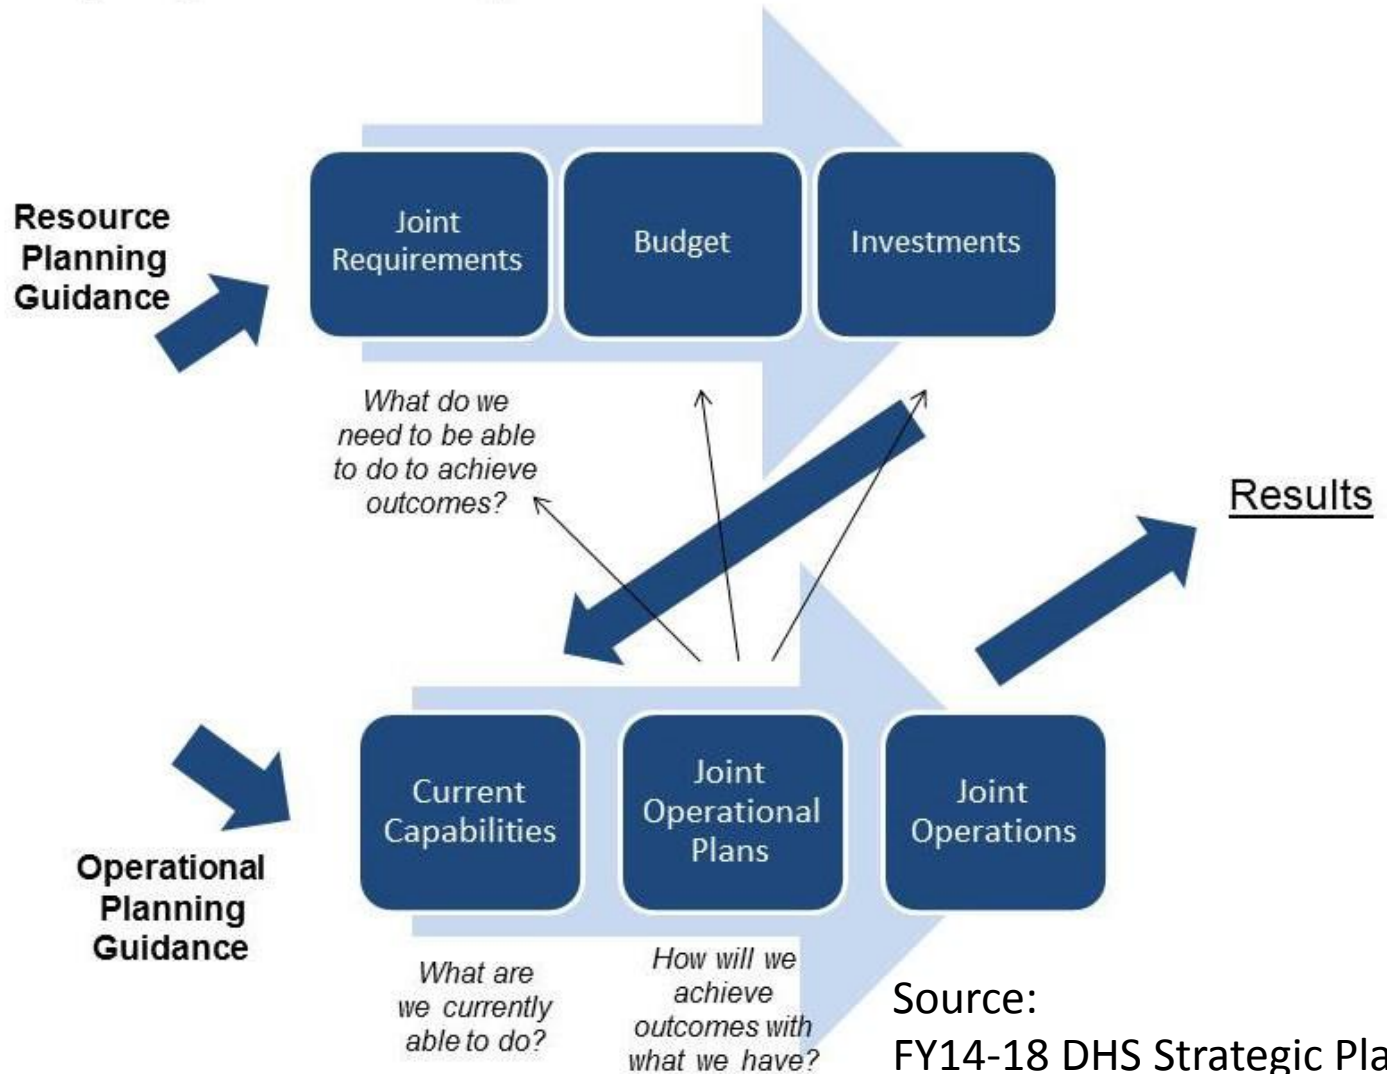 Resource
Planning
Guidance
Joint
Requirements
Budget
Investments
What do we
need to be able
to do to achieve
outcomes?
Results
Current
Capabilities
Joint
Operational
Plans
Joint
Operations
Operational
Planning
Guidance
What are
we currently
able to do?
How will we
achieve
outcomes with
what we have?
Source:
FY14-18 DHS Strategic Pla